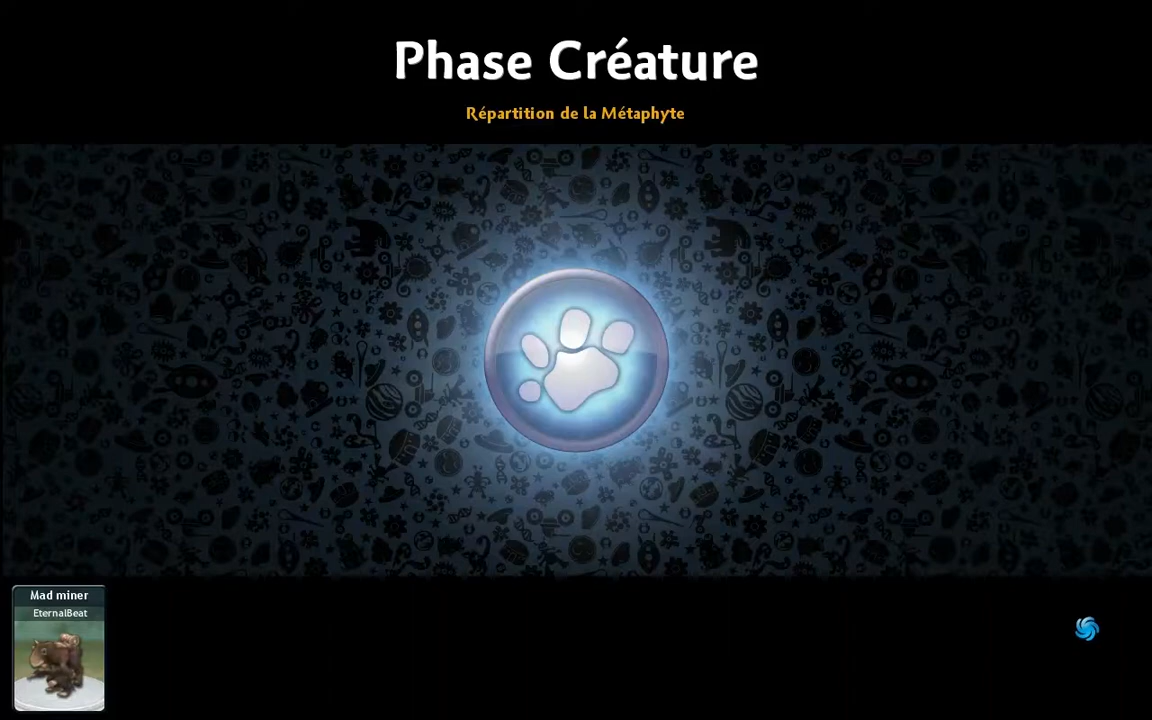 Phase Créature
Répartition de la Métaphyte
Mad miner
EternalBeat